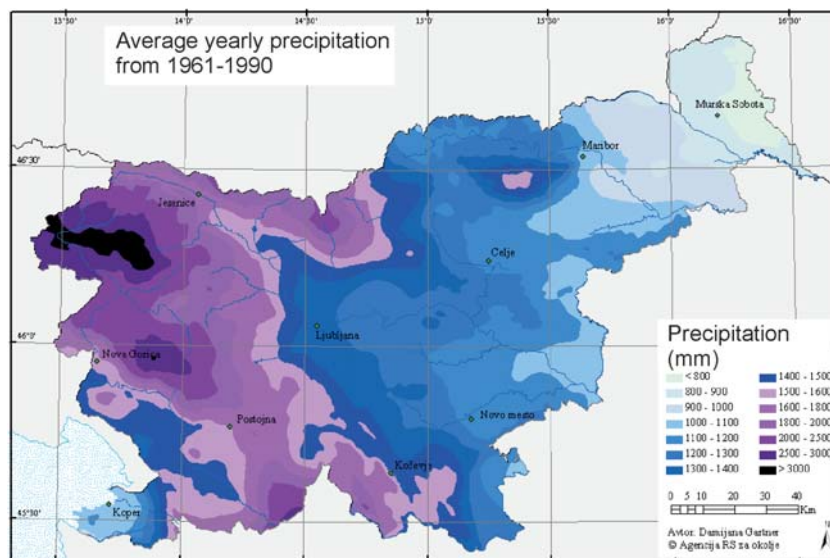 13°30' 14°0' 14°30' 15°0' 15°30' 16°0' 16°30'
Average yearly precipitation
from 1961-1990
Murska Sobota
46°30' 46°30'
Maribor
Jesenice
Celje
46°0' Ljubljana
Nova Gorica
Precipitation
(mm)
< 800 1400 - 1500
800 - 900 1500 - 1600
900 - 1000 1600 - 1800
1000 - 1100 1800 - 2000
1100 - 1200 2000 - 2500
1200 - 1300 2500 - 3000
1300 - 1400 > 3000
Novo mesto
Postojna
Kočevje
45°30' Koper
0 5 10 20 30 40
Km
Avtor: Damijana Gartner
© Agencija RS za okolje